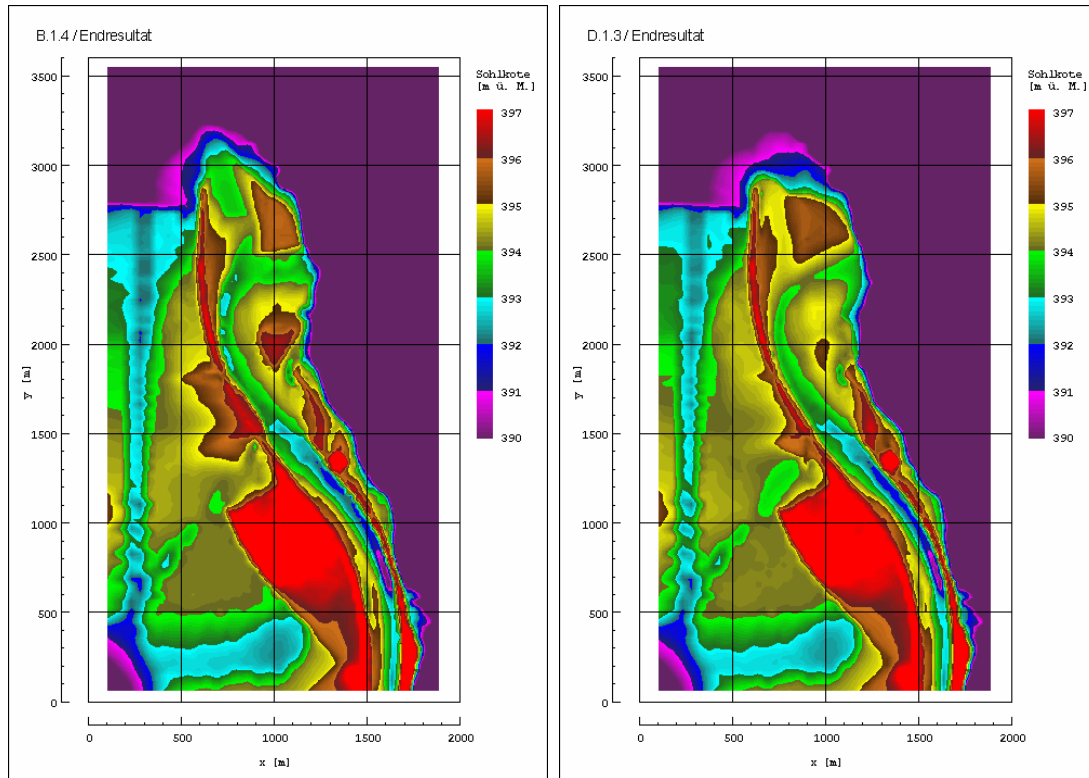 B.1.4 / Endresultat
Sohlkote
[m ü. M.]
397
396
395
394
393
392
391
390
3500
3000
2500
2000
1500
1000
500
0
y [m]
0 500 1000 1500 2000
x [m]
D.1.3 / Endresultat
Sohlkote
[m ü. M.]
397
396
395
394
393
392
391
390
3500
3000
2500
2000
1500
1000
500
0
y [m]
0 500 1000 1500 2000
x [m]